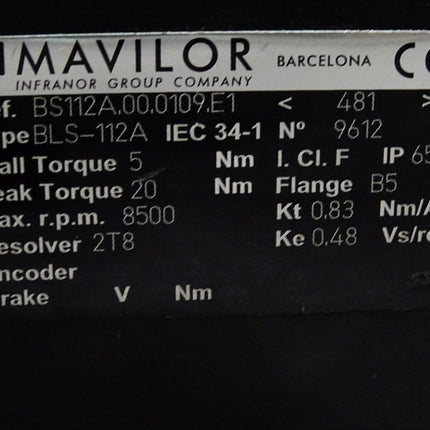 MAVILOR BARCELONA C
INFRANOR GROUP COMPANY
ef. BS112A.00.0109.E1 < 481 >
ype BLS-112A IEC 34-1 Nº 9612
all Torque 5 Nm I. Cl. F IP 65
eak Torque 20 Nm Flange B5
ax. r.p.m. 8500 Kt 0,83 Nm/A
esolver 2T8 Ke 0,48 Vs/r
ncoder
rake V Nm